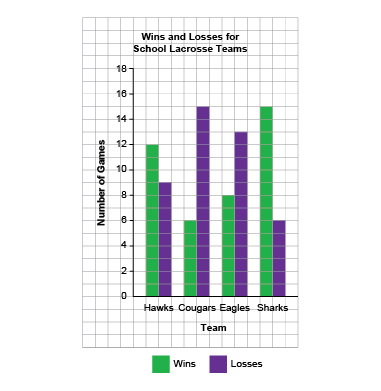 Wins and Losses for
School Lacrosse Teams
Number of Games
18
16
14
12
10
8
6
4
2
0
Hawks Cougars Eagles Sharks
Team
Wins Losses